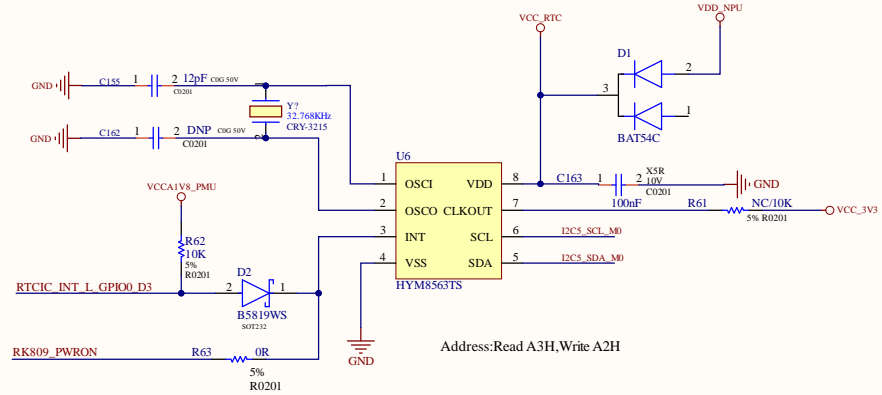 VCC_RTC
VDD_NPU
D1
2
3
1
BAT54C
GND
C155
1
2
12pF
C0G 50V
C0201
1
Y?
32.768KHz
CRY-3215
2
GND
C162
1
2
DNP
C0G 50V
C0201
U6
1
OSCI
VDD
8
2
OSCO
CLKOUT
7
3
INT
SCL
6
4
VSS
SDA
5
HYM8563TS
C163
1
2
X5R
10V
C0201
100nF
GND
R61
NC/10K
5% R0201
VCC_3V3
I2C5_SCL_M0
I2C5_SDA_M0
VCCA1V8_PMU
R62
10K
5%
R0201
D2
RTCIC_INT_L_GPIO0_D3
2
1
B5819WS
SOT232
RK809_PWRON
R63
0R
5%
R0201
GND
Address:Read A3H,Write A2H